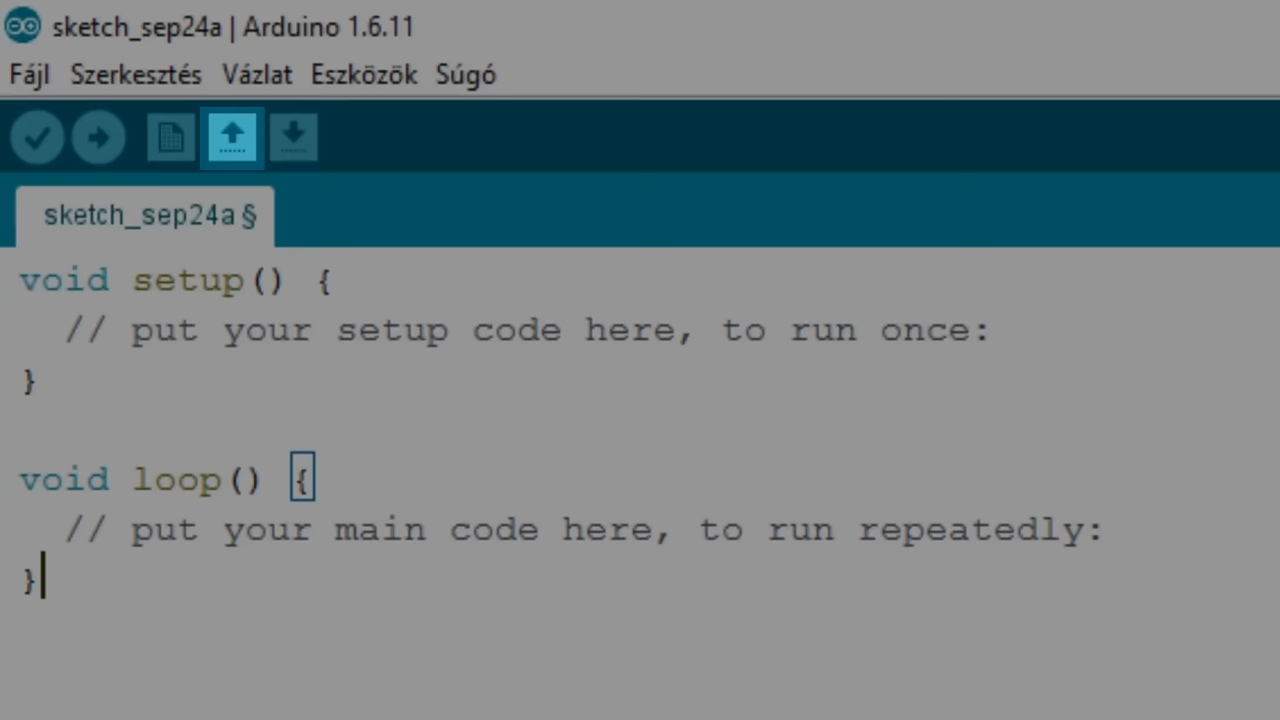 sketch_sep24a | Arduino 1.6.11
Fájl Szerkesztés Vázlat Eszközök Súgó
sketch_sep24a §
void setup() {
  // put your setup code here, to run once:
}
void loop() {
  // put your main code here, to run repeatedly:
}